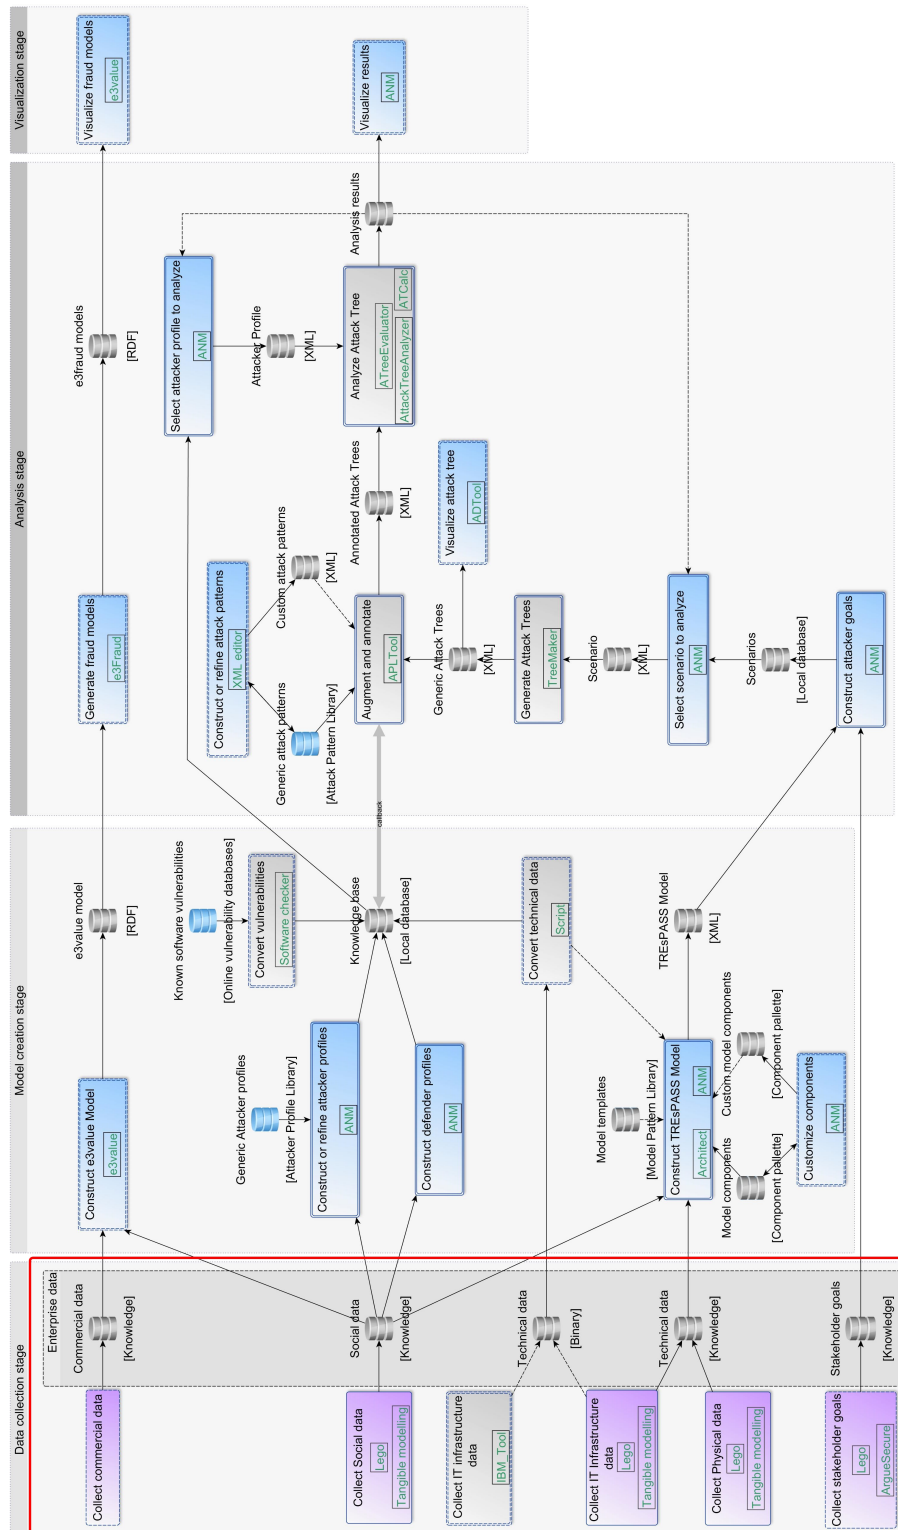 Data collection stage
Enterprise data
Collect commercial data
Commercial data
[Knowledge]
Collect Social data
Lego
Tangible modelling
Social data
[Knowledge]
Collect IT infrastructure
data
IBM_Tool
Technical data
[Binary]
Collect IT Infrastructure
data
Lego
Tangible modelling
Collect Physical data
Lego
Tangible modelling
Technical data
[Knowledge]
Collect stakeholder goals
Lego
ArgueSecure
Stakeholder goals
[Knowledge]
Model creation stage
Construct e3value Model
e3value
e3value model
[RDF]
Known software vulnerabilities
[Online vulnerability databases]
Convert vulnerabilities
Software checker
Generic Attacker profiles
[Attacker Profile Library]
Construct or refine attacker profiles
ANM
Knowledge base
[Local database]
Construct defender profiles
ANM
Convert technical data
Script
Model templates
[Model Pattern Library]
Construct TREsPASS Model
Architect
ANM
TREsPASS Model
[XML]
Model components
[Component pallette]
Custom model components
[Component pallette]
Customize components
ANM
Analysis stage
Generate fraud models
e3Fraud
e3fraud models
[RDF]
Select attacker profile to analyze
ANM
Attacker Profile
[XML]
Construct or refine attack patterns
XML editor
Generic attack patterns
[Attack Pattern Library]
Custom attack patterns
[XML]
callback
Augment and annotate
APLTool
Annotated Attack Trees
[XML]
Analyze Attack Tree
ATreeEvaluator
AttackTreeAnalyzer
ATCalc
Analysis results
Generic Attack Trees
[XML]
Visualize attack tree
ADTool
Generate Attack Trees
TreeMaker
Scenario
[XML]
Select scenario to analyze
ANM
Scenarios
[Local database]
Construct attacker goals
ANM
Visualization stage
Visualize fraud models
e3value
Visualize results
ANM